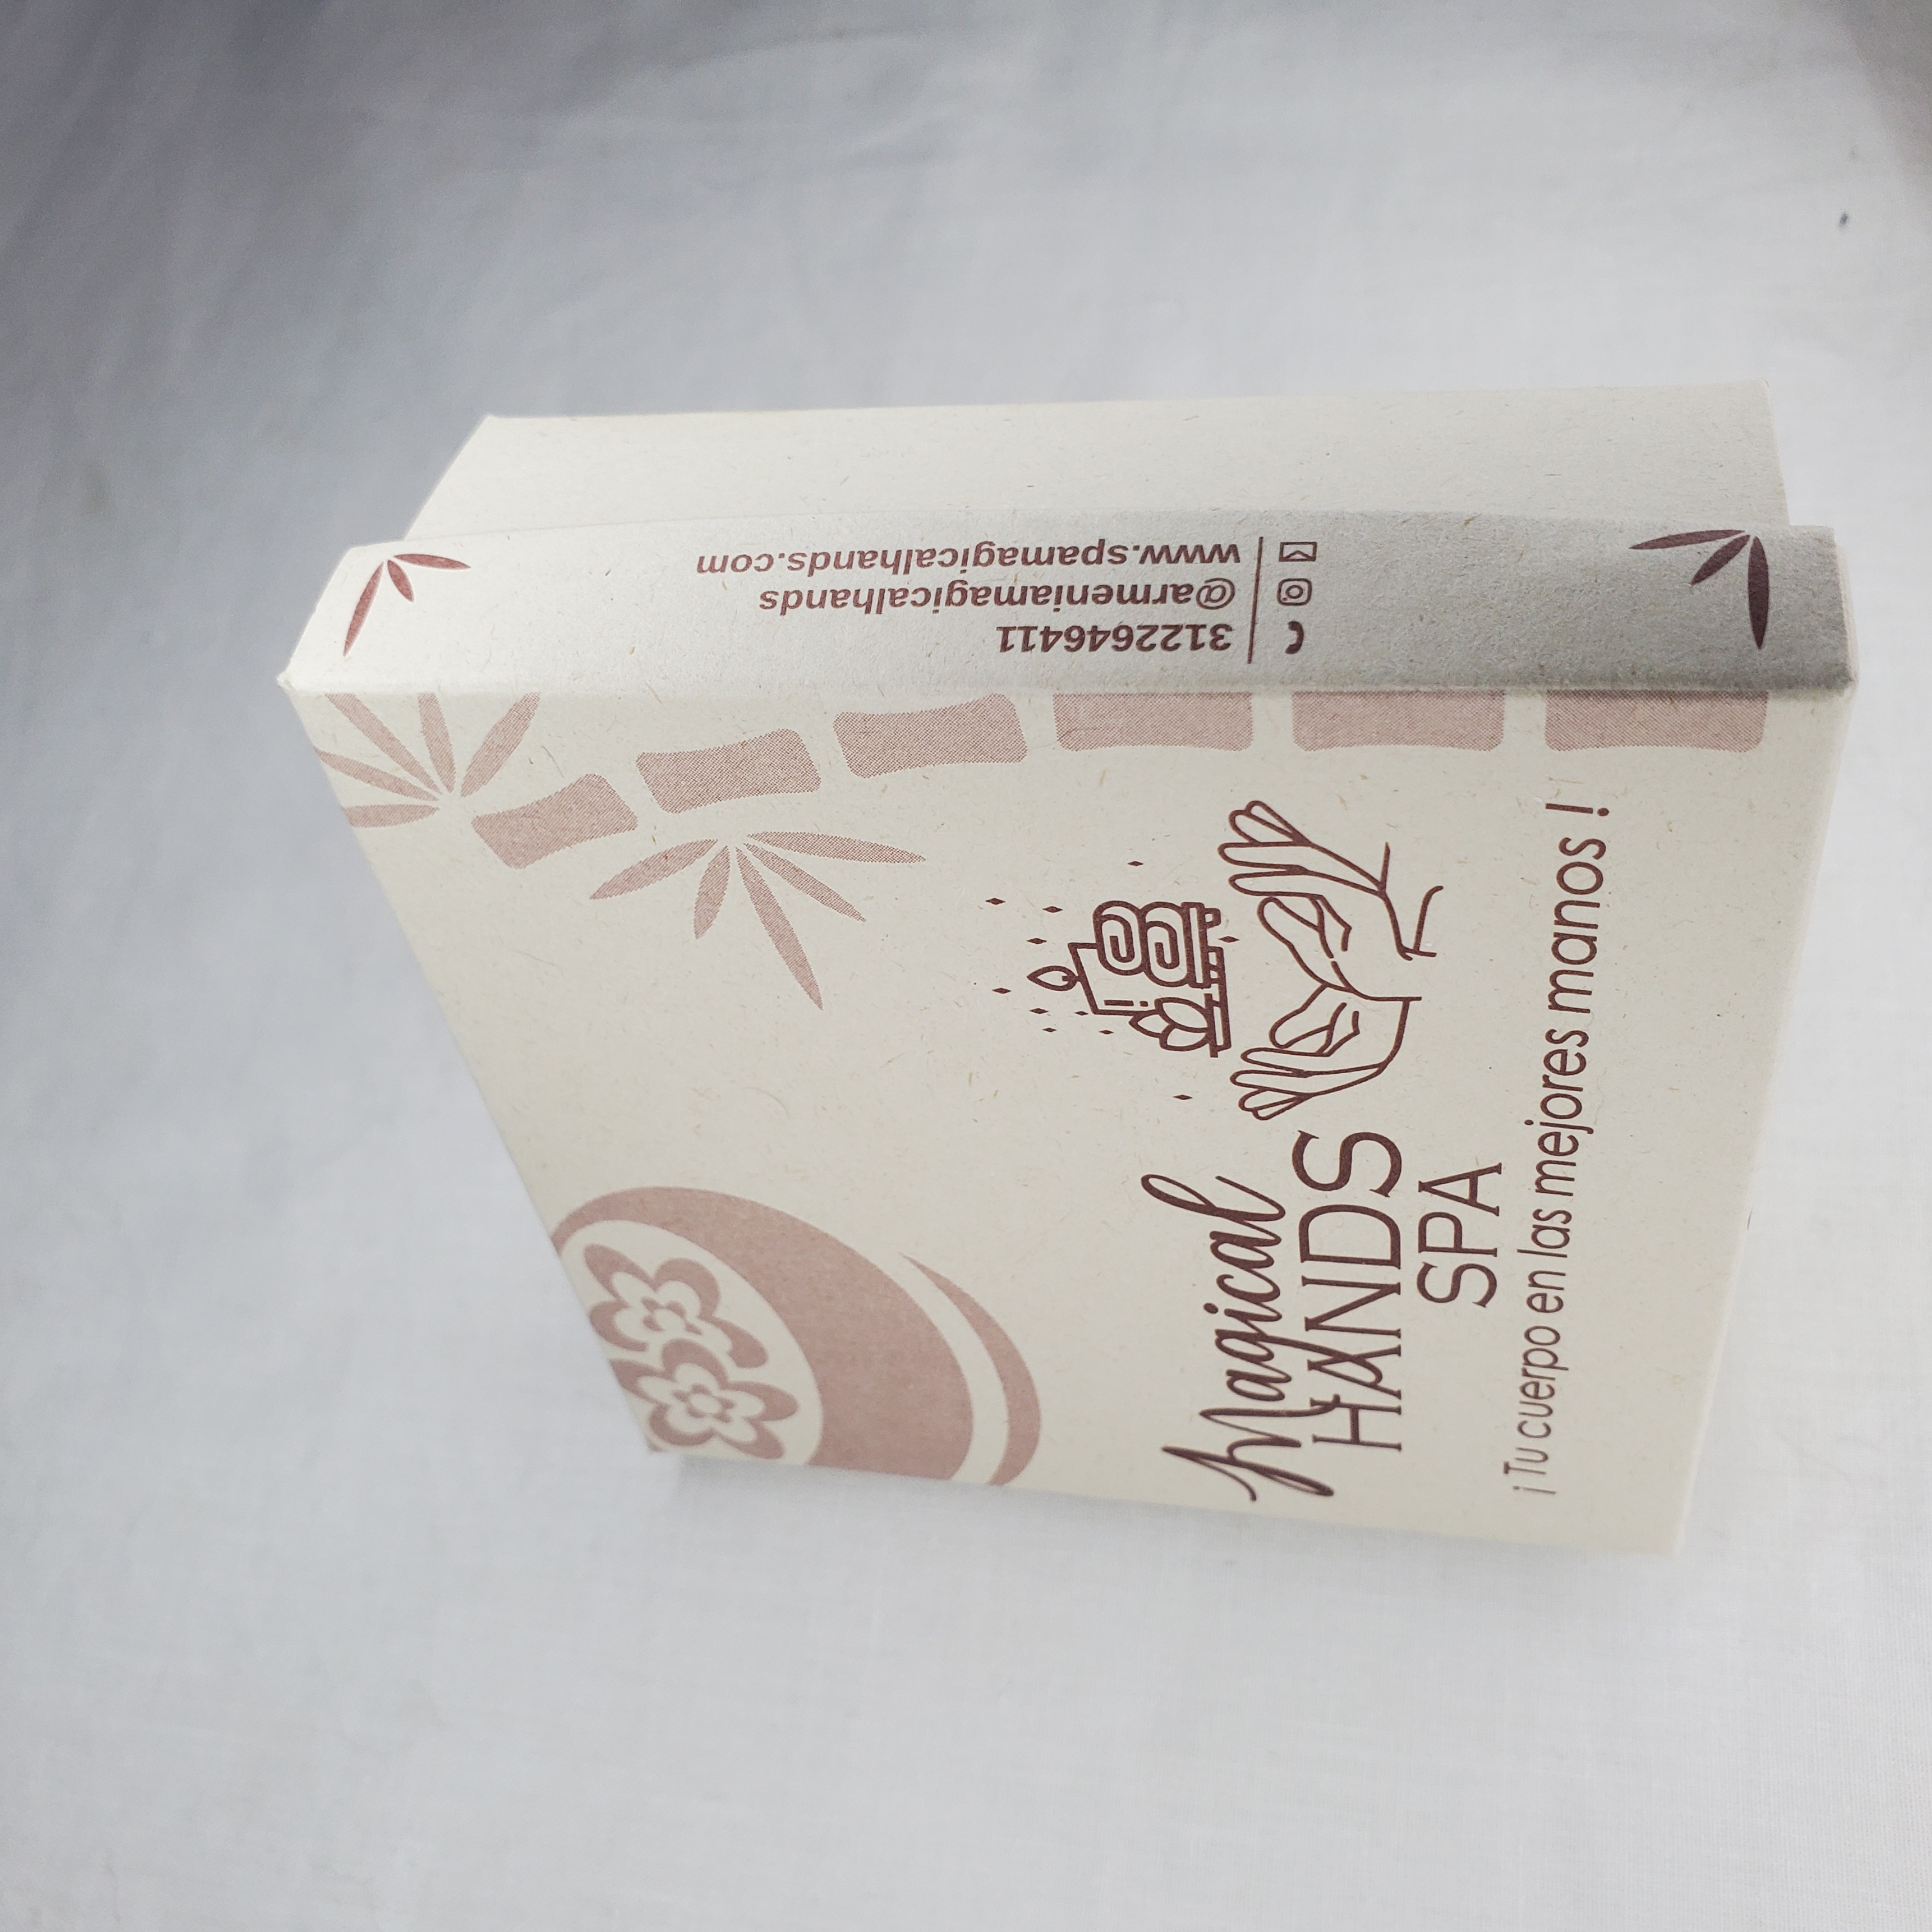 Magical
HANDS
SPA
¡Tu cuerpo en las mejores manos!
3122646411
@armeniamagicalhands
www.spamagicalhands.com